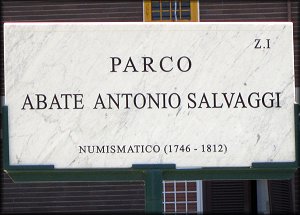 Z.I
PARCO
ABATE ANTONIO SALVAGGI
NUMISMATICO (1746 - 1812)